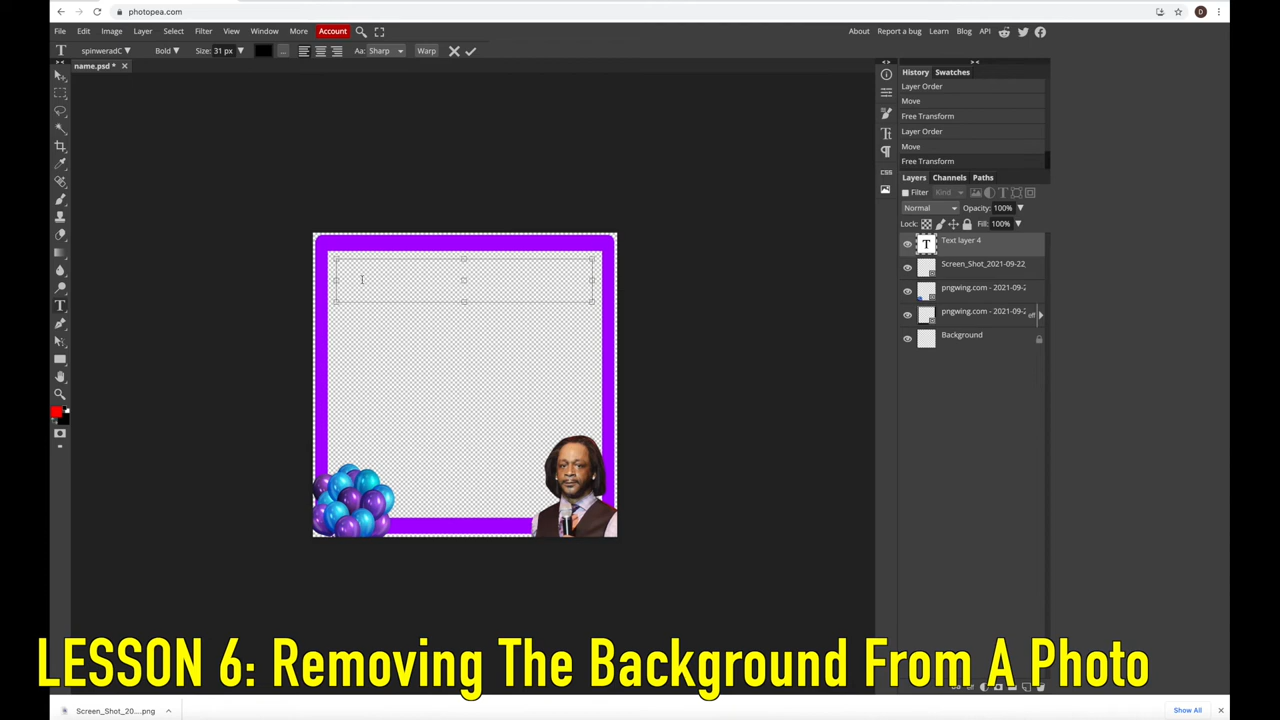 photopea.com
D
File Edit Image Layer Select Filter View Window More Account
About Report a bug Learn Blog API
T spinweradC Bold Size: 31 px ... Aa: Sharp Warp
name.psd *
History Swatches
Layer Order
Move
Free Transform
Layer Order
Move
Free Transform
Layers Channels Paths
Filter Kind
Normal Opacity: 100%
Lock: Fill: 100%
T Text layer 4
Screen_Shot_2021-09-22
pngwing.com - 2021-09-2
pngwing.com - 2021-09-2 eff
Background
CSS
LESSON 6: Removing The Background From A Photo
Screen_Shot_20....png
Show All